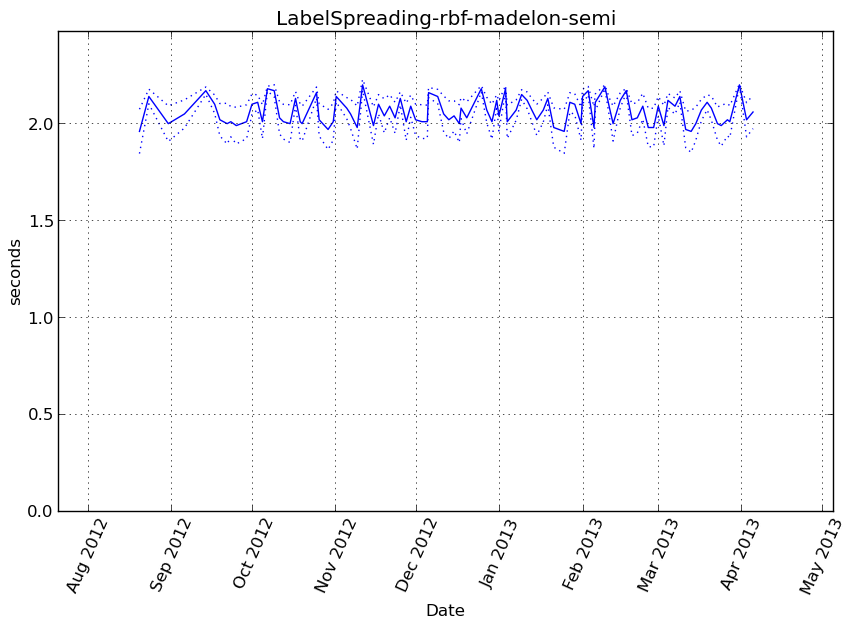 LabelSpreading-rbf-madelon-semi
2.0
1.5
1.0
0.5
0.0
seconds
Aug 2012
Sep 2012
Oct 2012
Nov 2012
Dec 2012
Jan 2013
Feb 2013
Mar 2013
Apr 2013
May 2013
Date